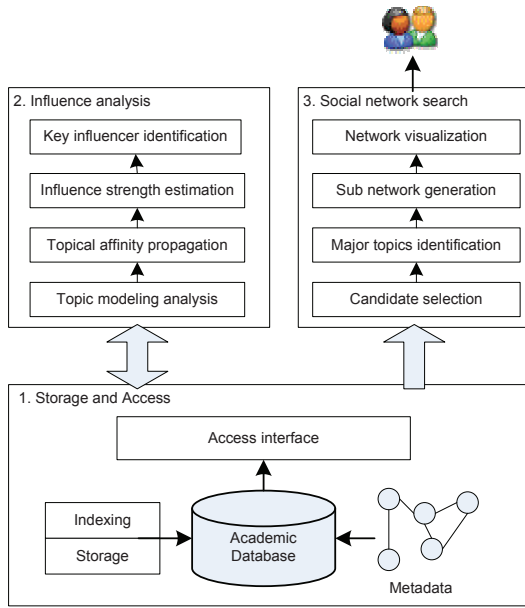 2. Influence analysis
Key influencer identification
Influence strength estimation
Topical affinity propagation
Topic modeling analysis
3. Social network search
Network visualization
Sub network generation
Major topics identification
Candidate selection
1. Storage and Access
Access interface
Indexing
Storage
Academic
Database
Metadata